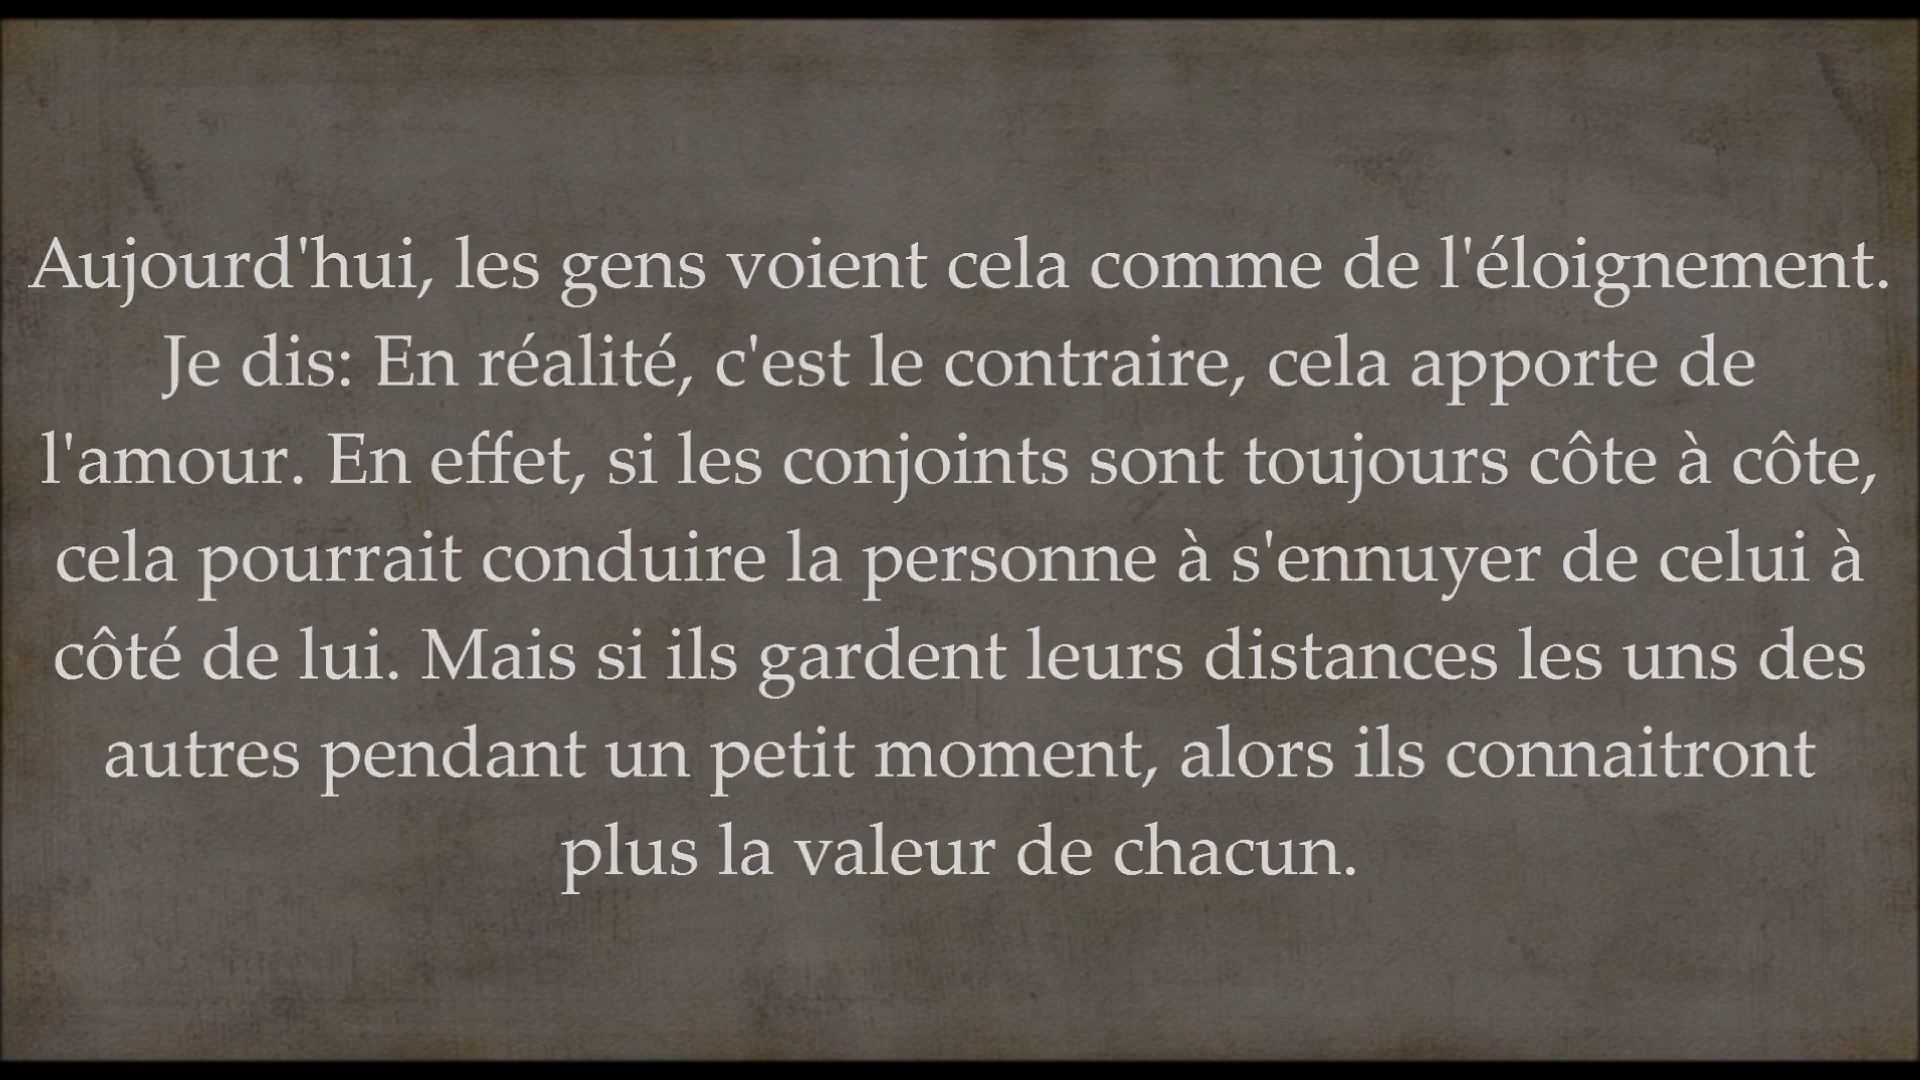 Aujourd'hui, les gens voient cela comme de l'éloignement.
Je dis: En réalité, c'est le contraire, cela apporte de
l'amour. En effet, si les conjoints sont toujours côte à côte,
cela pourrait conduire la personne à s'ennuyer de celui à
côté de lui. Mais si ils gardent leurs distances les uns des
autres pendant un petit moment, alors ils connaitront
plus la valeur de chacun.